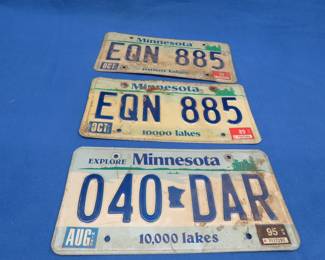 Minnesota
EQN 885
OCT
10000 lakes
Minnesota
EQN 885
OCT
89
10000 lakes
EXPLORE Minnesota
040 DAR
AUG
95
10,000 lakes